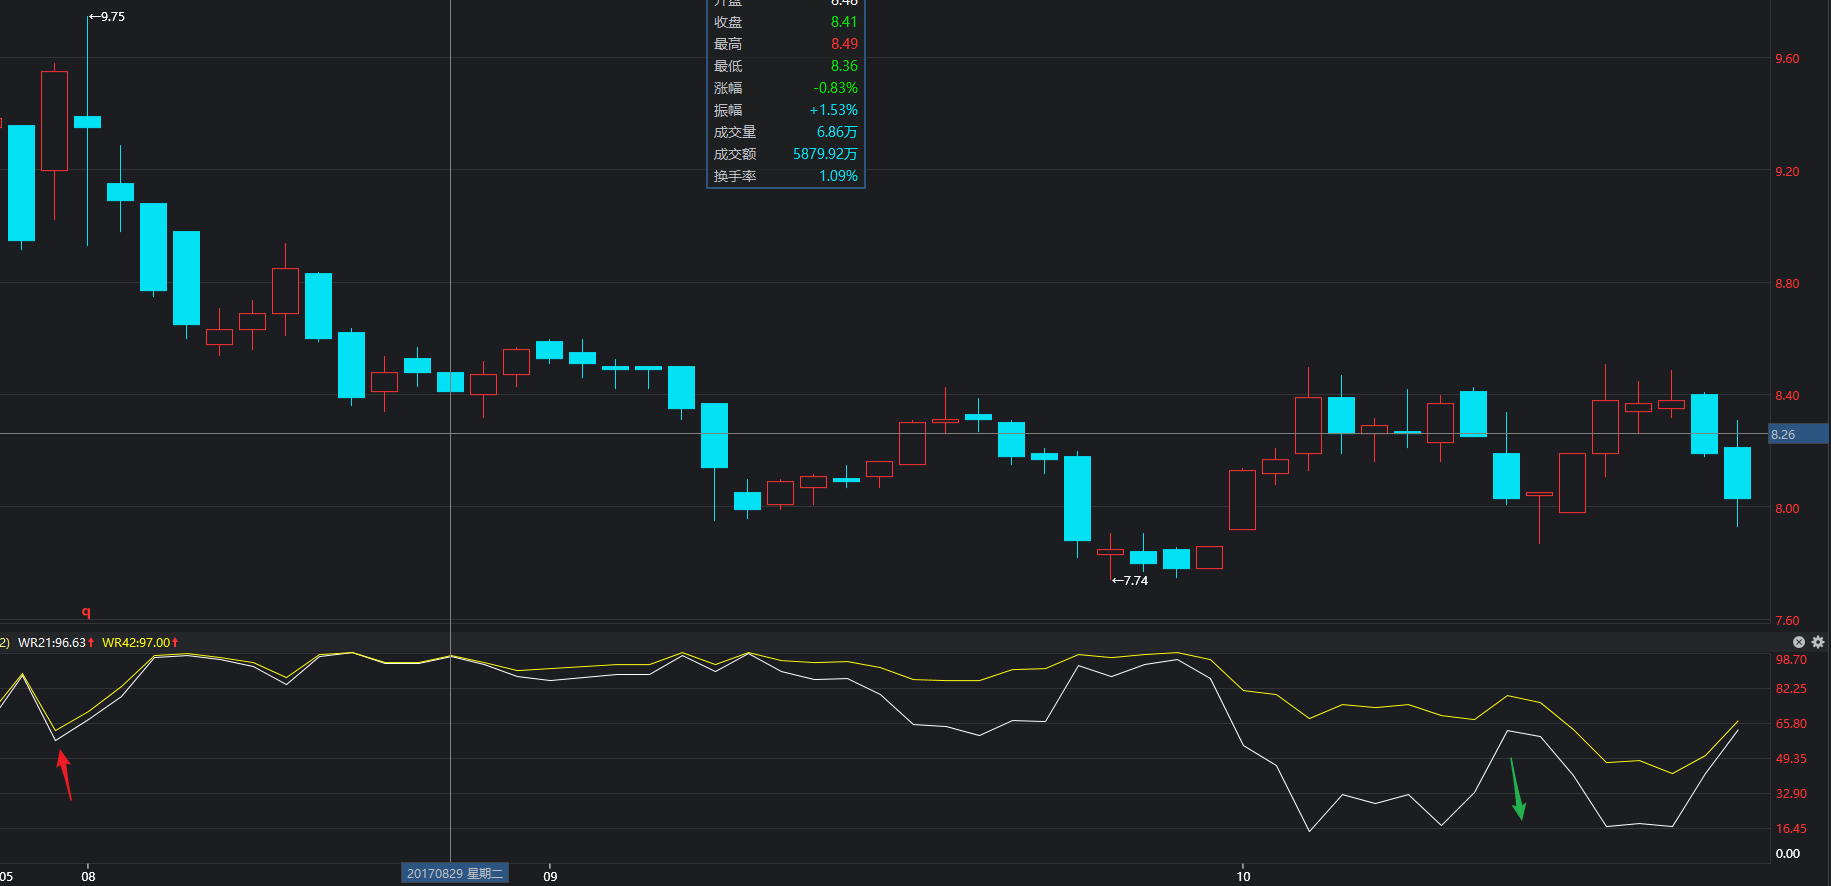 ←9.75
开盘 8.48
收盘 8.41
最高 8.49
最低 8.36
涨幅 -0.83%
振幅 +1.53%
成交量 6.86万
成交额 5879.92万
换手率 1.09%
9.60
9.20
8.80
8.40
8.26
8.00
7.60
←7.74
q
2) WR21:96.63↑ WR42:97.00↑
98.70
82.25
65.80
49.35
32.90
16.45
0.00
05 08 20170829 星期二 09 10